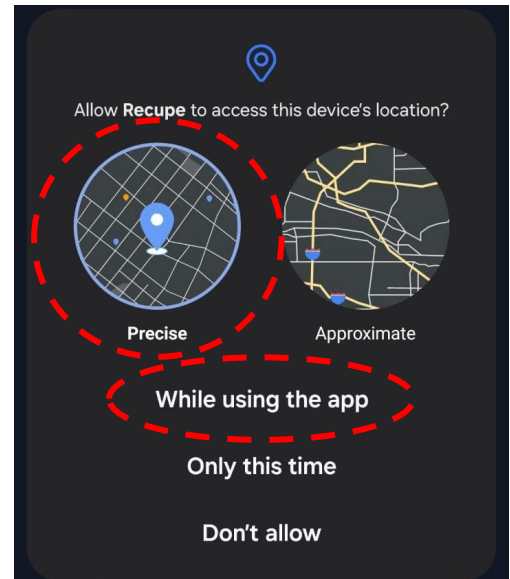 Allow Recupe to access this device's location?
Precise
Approximate
While using the app
Only this time
Don't allow